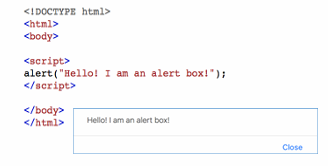 <!DOCTYPE html>
<html>
<body>
<script>
alert("Hello! I am an alert box!");
</script>
</body>
</html>
Hello! I am an alert box!
Close